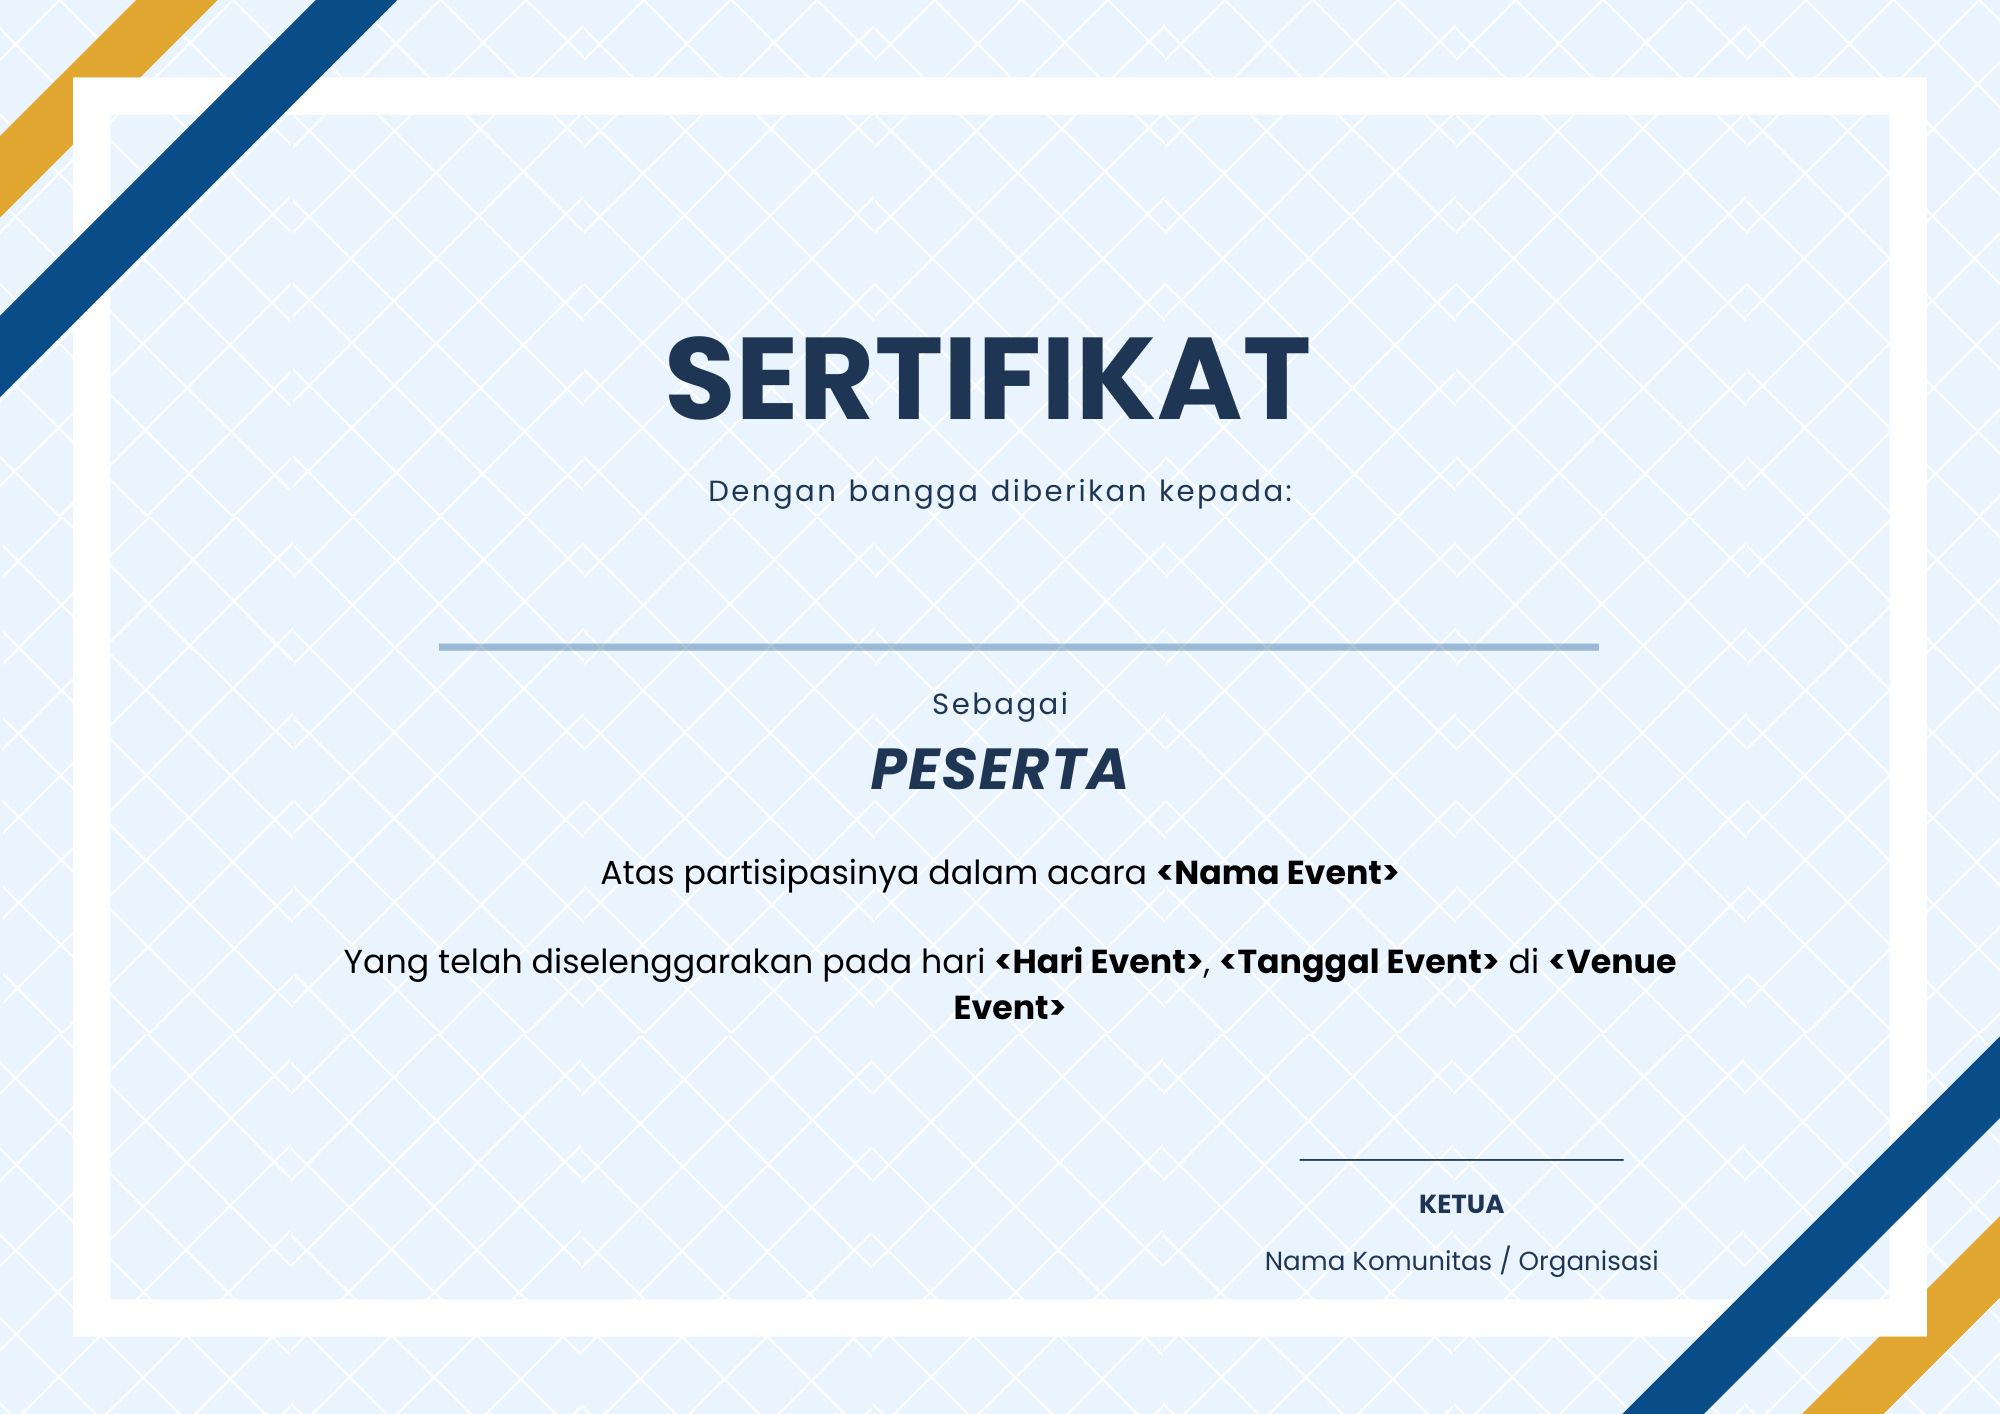 SERTIFIKAT
Dengan bangga diberikan kepada:
Sebagai
PESERTA
Atas partisipasinya dalam acara <Nama Event>
Yang telah diselenggarakan pada hari <Hari Event>, <Tanggal Event> di <Venue
Event>
KETUA
Nama Komunitas / Organisasi